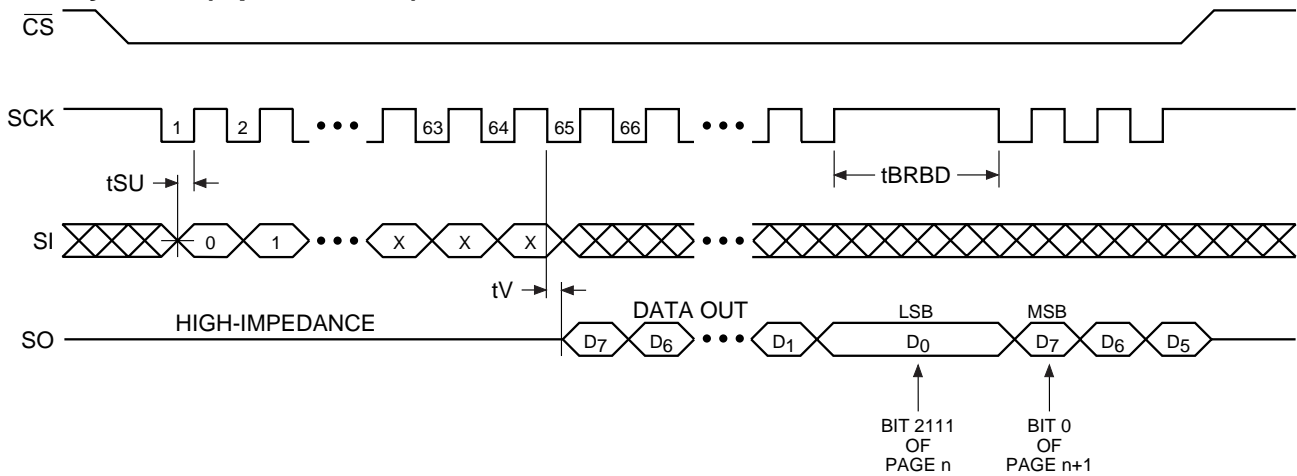 CS
SCK 1 2 ••• 63 64 65 66 •••
tSU tBRBD
SI 0 1 ••• X X X •••
tV
HIGH-IMPEDANCE DATA OUT LSB MSB
SO D7 D6 ••• D1 D0 D7 D6 D5
BIT 2111 BIT 0
OF OF
PAGE n PAGE n+1